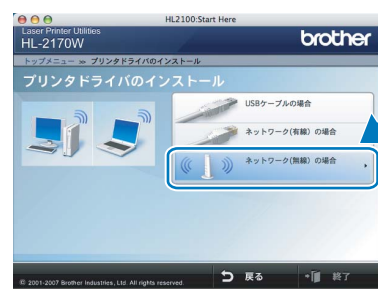 HL2100:Start Here
Laser Printer Utilities
HL-2170W
brother
トップメニュー >> プリンタドライバのインストール
プリンタドライバのインストール
USBケーブルの場合
ネットワーク(有線) の場合
ネットワーク(無線) の場合
© 2001-2007 Brother Industries, Ltd. All rights reserved.
戻る
終了